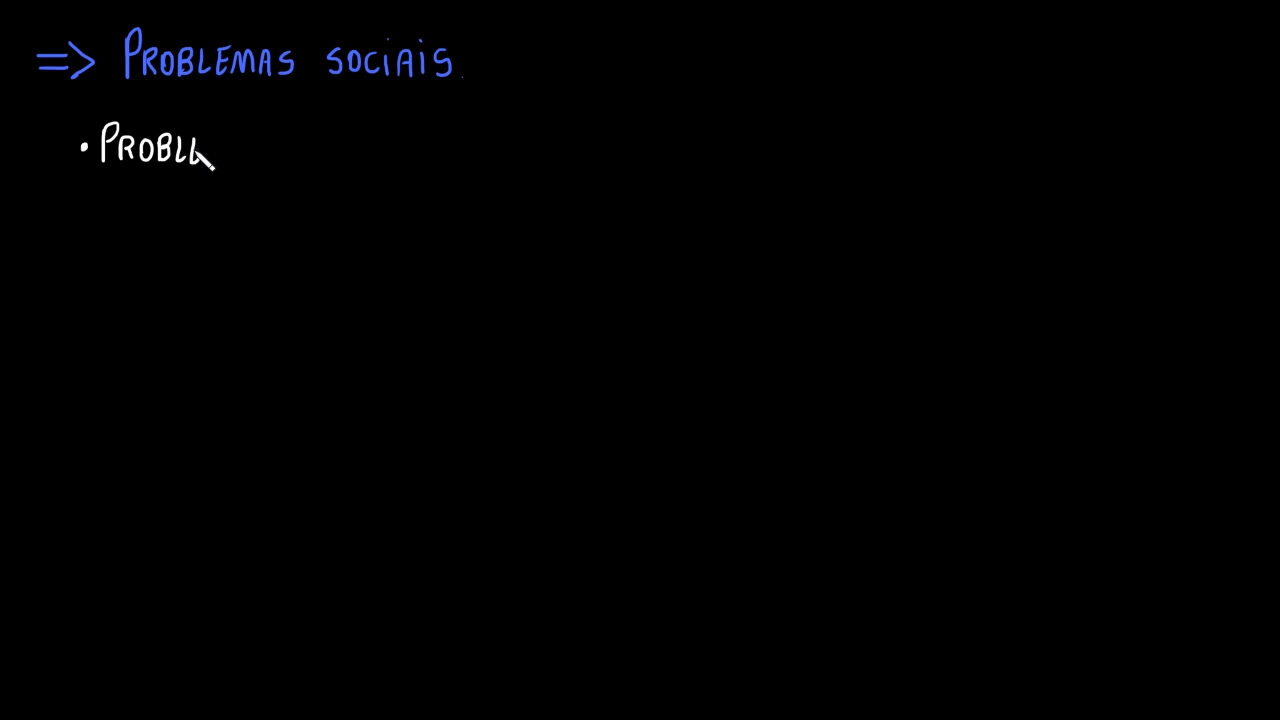 => PROBLEMAS SOCIAIS
• PROBL